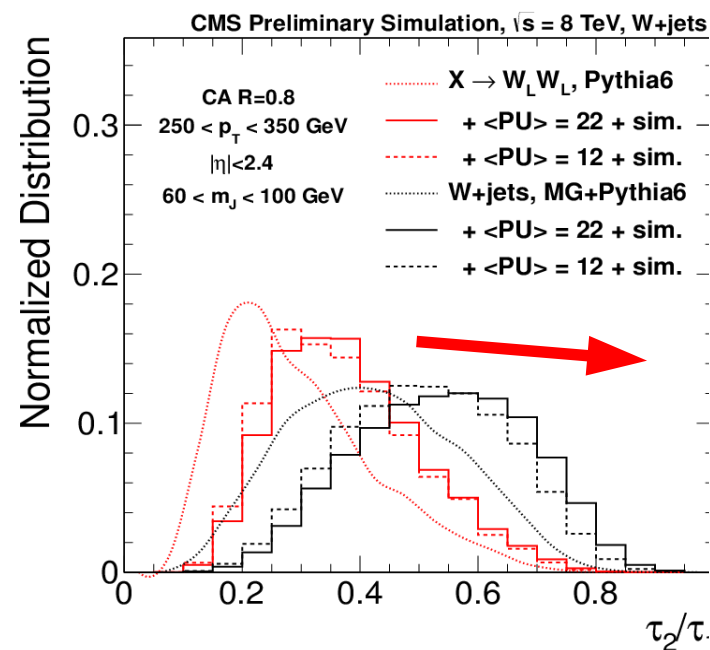 CMS Preliminary Simulation, √s = 8 TeV, W+jets
Normalized Distribution
CA R=0.8
250 < p_T < 350 GeV
|η|<2.4
60 < m_J < 100 GeV
X → W_L W_L, Pythia6
+ <PU> = 22 + sim.
+ <PU> = 12 + sim.
W+jets, MG+Pythia6
+ <PU> = 22 + sim.
+ <PU> = 12 + sim.
0.3
0.2
0.1
0
0 0.2 0.4 0.6 0.8
τ_2/τ